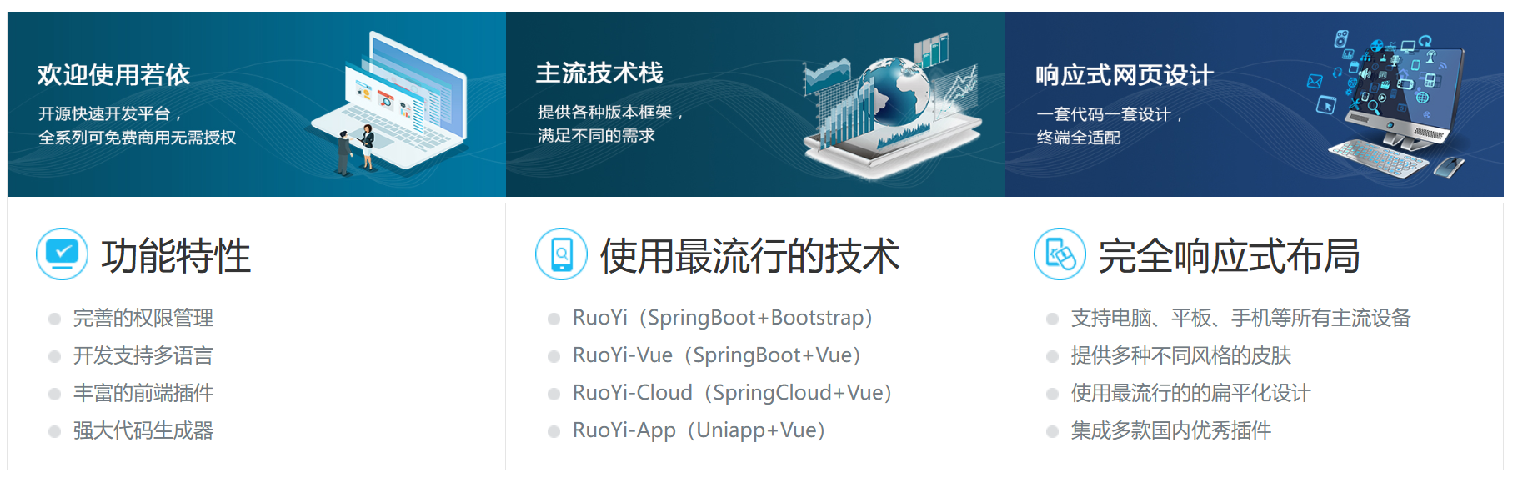 欢迎使用若依
开源快速开发平台，
全系列可免费商用无需授权
主流技术栈
提供各种版本框架，
满足不同的需求
响应式网页设计
一套代码一套设计，
终端全适配
功能特性
完善的权限管理
开发支持多语言
丰富的前端插件
强大代码生成器
使用最流行的技术
RuoYi（SpringBoot+Bootstrap）
RuoYi-Vue（SpringBoot+Vue）
RuoYi-Cloud（SpringCloud+Vue）
RuoYi-App（Uniapp+Vue）
完全响应式布局
支持电脑、平板、手机等所有主流设备
提供多种不同风格的皮肤
使用最流行的的扁平化设计
集成多款国内优秀插件